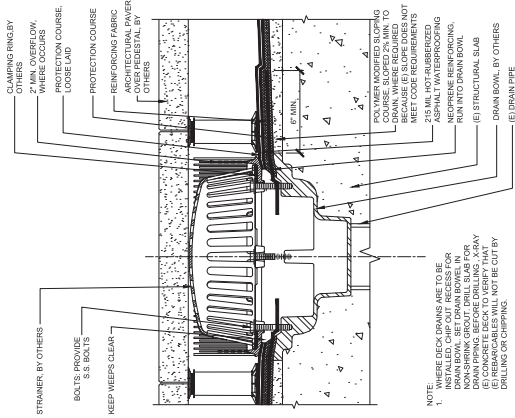 CLAMPING RING,BY
OTHERS
2" MIN. OVERFLOW,
WHERE OCCURS
PROTECTION COURSE,
LOOSE LAID
PROTECTION COURSE
REINFORCING FABRIC
ARCHITECTURAL PAVER
OVER PEDESTAL, BY
OTHERS
6" MIN.
STRAINER, BY OTHERS
BOLTS: PROVIDE
S.S. BOLTS
KEEP WEEPS CLEAR
POLYMER MODIFIED SLOPING
COURSE, SLOPED 2% MIN. TO
DRAIN, WHERE REQUIRED
BECAUSE (E) SLOPE DOES NOT
MEET CODE REQUIREMENTS
215 MIL HOT-RUBBERIZED
ASPHALT WATERPROOFING
NEOPRENE REINFORCING,
RUN INTO DRAIN BOWL
(E) STRUCTURAL SLAB
DRAIN BOWL, BY OTHERS
(E) DRAIN PIPE
NOTE:
1. WHERE DECK DRAINS ARE TO BE
INSTALLED, CHIP OUT RECESS FOR
DRAIN BOWL. SET DRAIN BOWEL IN
NON-SHRINK GROUT. DRILL SLAB FOR
DRAIN PIPING. BEFORE DRILLING , X-RAY
(E) CONCRETE DECK TO VERIFY THAT
(E) REBAR/CABLES WILL NOT BE CUT BY
DRILLING OR CHIPPING.